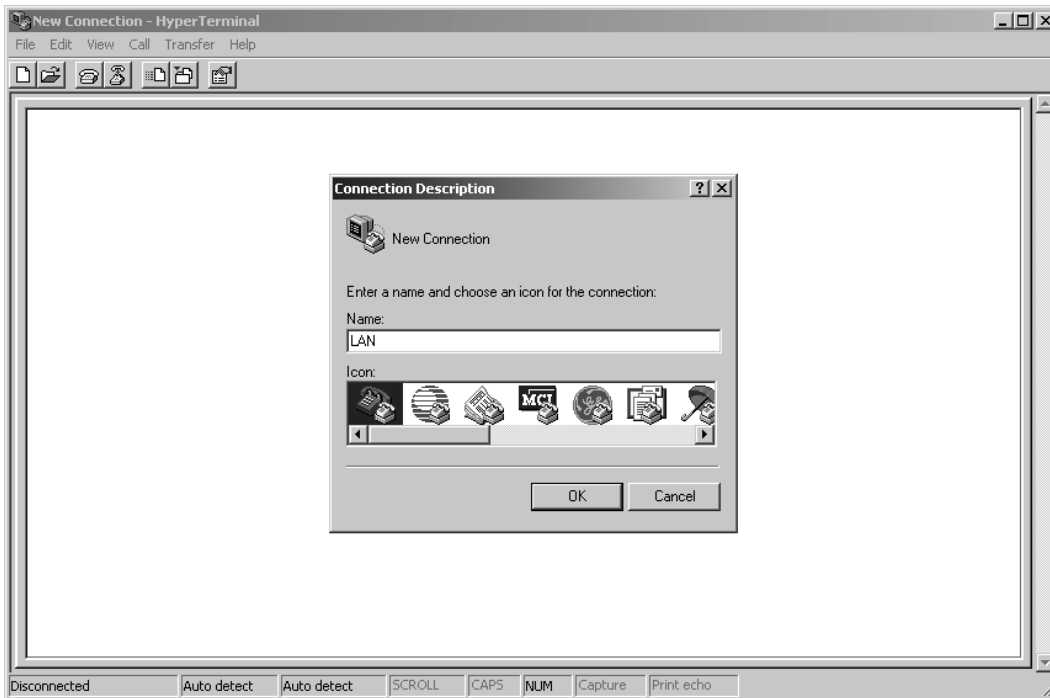 New Connection - HyperTerminal
File Edit View Call Transfer Help
Connection Description
New Connection
Enter a name and choose an icon for the connection:
Name:
LAN
Icon:
MCI
OK Cancel
Disconnected Auto detect Auto detect SCROLL CAPS NUM Capture Print echo